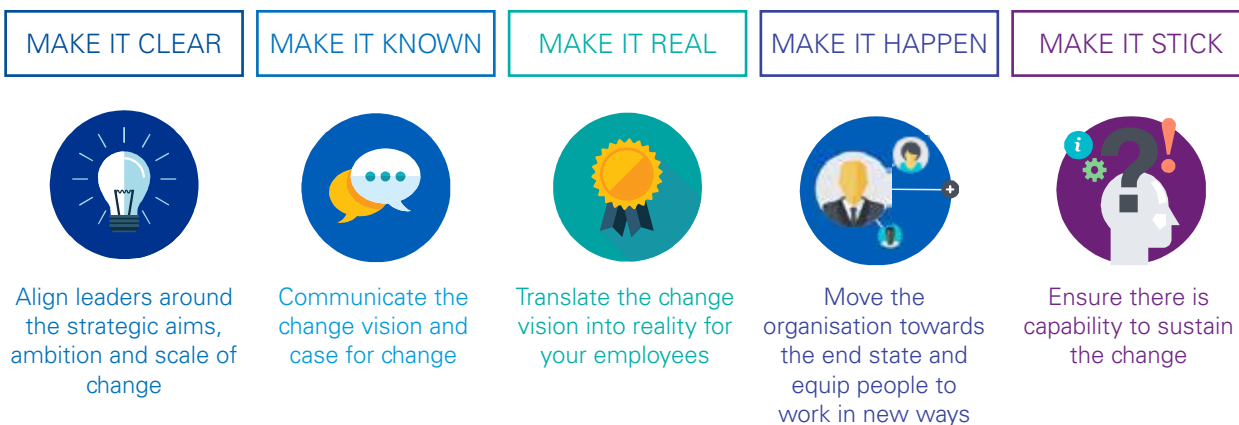 MAKE IT CLEAR
MAKE IT KNOWN
MAKE IT REAL
MAKE IT HAPPEN
MAKE IT STICK
i
Align leaders around
the strategic aims,
ambition and scale of
change
Communicate the
change vision and
case for change
Translate the change
vision into reality for
your employees
Move the
organisation towards
the end state and
equip people to
work in new ways
Ensure there is
capability to sustain
the change